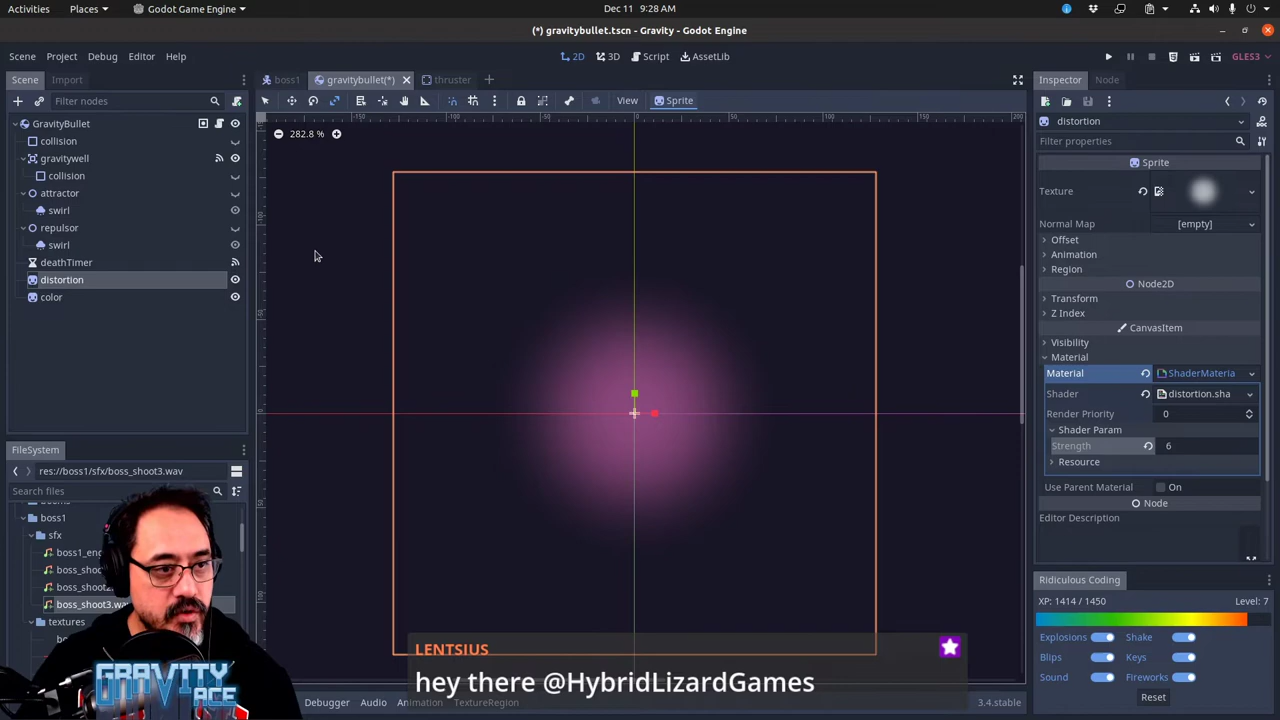 Activities Places Godot Game Engine Dec 11 9:28 AM
(*) gravitybullet.tscn - Gravity - Godot Engine
Scene Project Debug Editor Help 2D 3D Script AssetLib GLES3
Scene Import boss1 gravitybullet(*) thruster Inspector Node
Filter nodes View Sprite
GravityBullet 282.8 % distortion
collision Filter properties
gravitywell Sprite
collision
attractor Texture
swirl
repulsor Normal Map [empty]
swirl Offset
deathTimer Animation
distortion Region
color Node2D
Transform
Z Index
CanvasItem
Visibility
Material
Material ShaderMateria
Shader distortion.sha
Render Priority 0
Shader Param
Strength 6
Resource
Use Parent Material On
Node
Editor Description
FileSystem
res://boss1/sfx/boss_shoot3.wav
Search files
boss1
sfx
boss1_en
boss_sho
boss_shoot
boss_shoot3.wav
textures
Ridiculous Coding
XP: 1414 / 1450 Level: 7
Explosions Shake
Blips Keys
Sound Fireworks
Reset
GRAVITY
ACE
LENTSIUS
hey there @HybridLizardGames
Debugger Audio Animation TextureRegion 3.4.stable